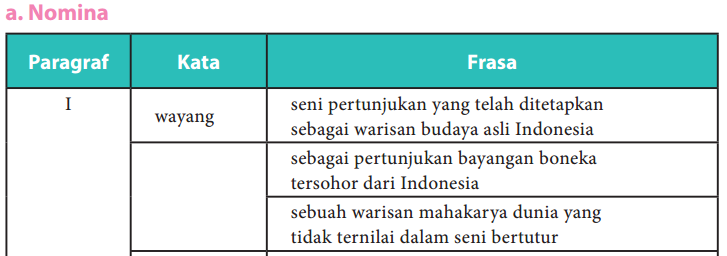 a. Nomina
Paragraf Kata Frasa
I wayang seni pertunjukan yang telah ditetapkan
sebagai warisan budaya asli Indonesia
sebagai pertunjukan bayangan boneka
tersohor dari Indonesia
sebuah warisan mahakarya dunia yang
tidak ternilai dalam seni bertutur